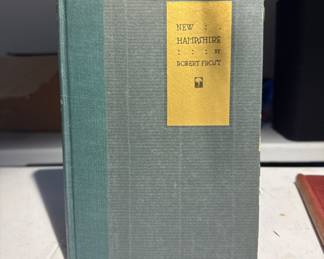 NEW : .
HAMPSHIRE
: : : BY
ROBERT FROST